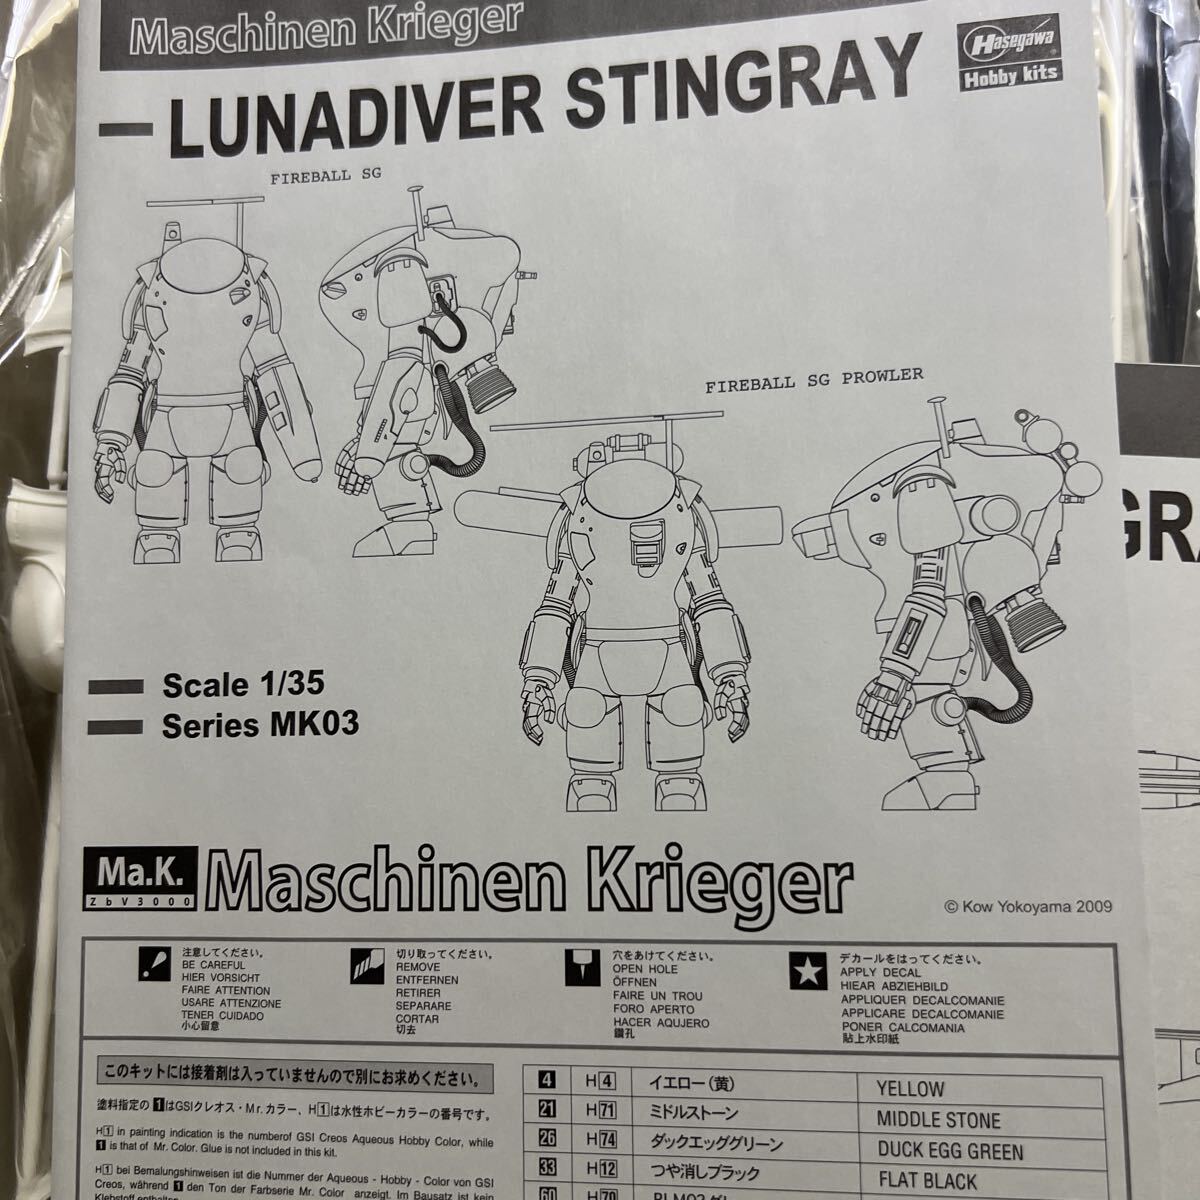 Maschinen Krieger
LUNADIVER STINGRAY
Hasegawa
Hobby kits
FIREBALL SG
FIREBALL SG PROWLER
GRA
Scale 1/35
Series MK03
Ma.K.
ZbV3000
Maschinen Krieger
© Kow Yokoyama 2009
注意してください。
BE CAREFUL
HIER VORSICHT
FAIRE ATTENTION
USARE ATTENZIONE
TENER CUIDADO
小心留意
切り取ってください。
REMOVE
ENTFERNEN
RETIRER
SEPARARE
CORTAR
切去
穴をあけてください。
OPEN HOLE
ÖFFNEN
FAIRE UN TROU
FORO APERTO
HACER AQUJERO
鑽孔
デカールをはってください。
APPLY DECAL
HIEAR ABZIEHBILD
APPLIQUER DECALCOMANIE
APPLICARE DECALCOMANIE
PONER CALCOMANIA
貼上水印紙
このキットには接着剤は入っていませんので別にお求めください。
塗料指定の 1 はGSIクレオス・Mr.カラー、H1は水性ホビーカラーの番号です。
H1 in painting indication is the numberof GSI Creos Aqueous Hobby Color, while
1 is that of Mr. Color. Glue is not included in this kit.
H1 bei Bemalungshinweisen ist die Nummer der Aqueous - Hobby - Color von GSI
Creos, während 1 den Ton der Farbserie Mr. Color anzeigt. Im Bausatz ist kein
Klebstoff enthalten
4 H4 イエロー(黄) YELLOW
21 H71 ミドルストーン MIDDLE STONE
26 H74 ダックエッググリーン DUCK EGG GREEN
33 H12 つや消しブラック FLAT BLACK
60 H70